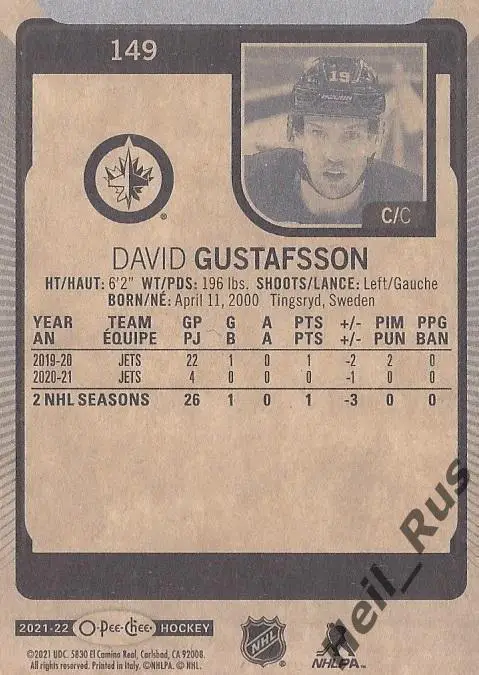 149
19
C/C
DAVID GUSTAFSSON
HT/HAUT: 6'2" WT/PDS: 196 lbs. SHOOTS/LANCE: Left/Gauche
BORN/NÉ: April 11, 2000 Tingsryd, Sweden
YEAR TEAM GP G A PTS +/- PIM PPG
AN ÉQUIPE PJ B A PTS +/- PUN BAN
2019-20 JETS 22 1 0 1 -2 2 0
2020-21 JETS 4 0 0 0 -1 0 0
2 NHL SEASONS 26 1 0 1 -3 0 0
2021-22 O-Pee-Chee HOCKEY
©2021 UDC. 5830 El Camino Real, Carlsbad, CA 92008.
All rights reserved. Printed in Italy. ©NHLPA. © NHL.
NHL
NHLPA
Heil_Rus